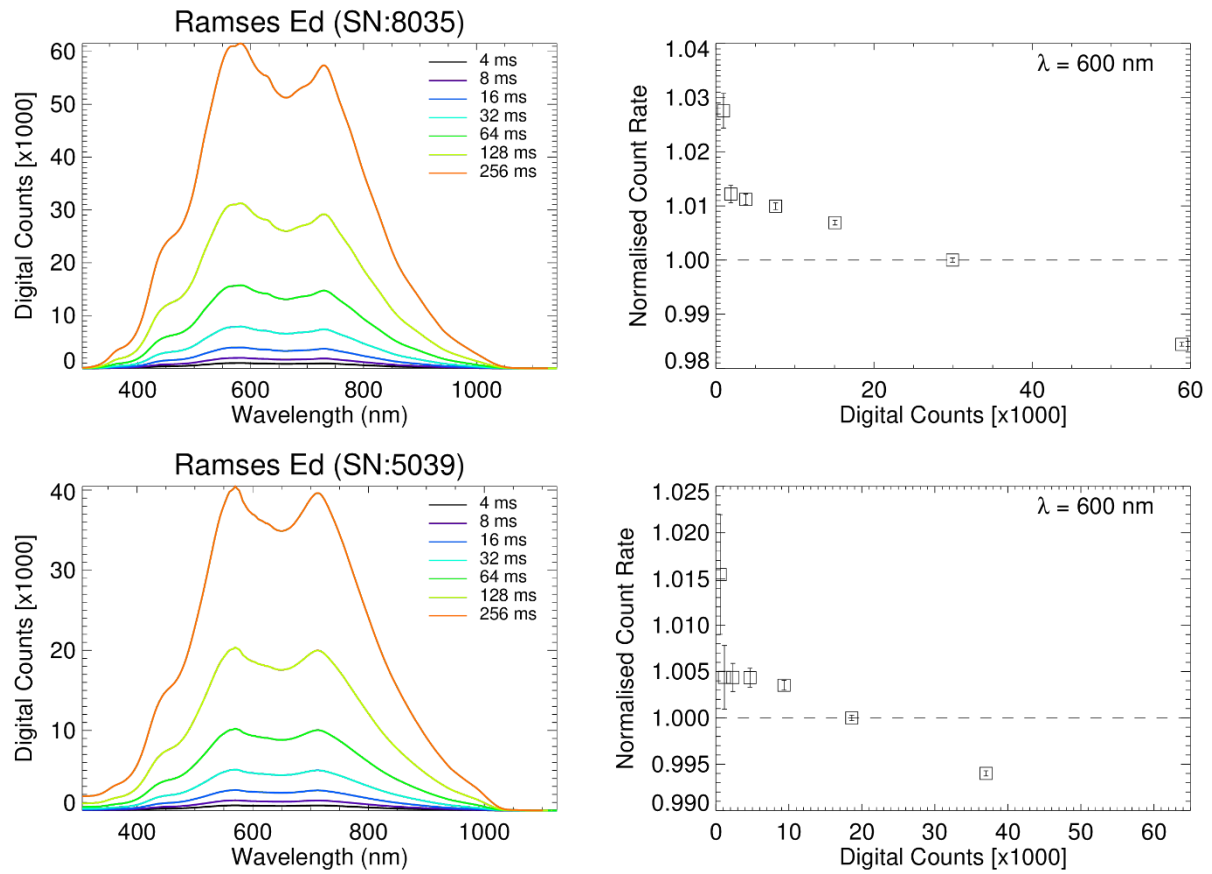 Ramses Ed (SN:8035)
Digital Counts [x1000]
60
50
40
30
20
10
0
4 ms
8 ms
16 ms
32 ms
64 ms
128 ms
256 ms
400 600 800 1000
Wavelength (nm)
Normalised Count Rate
1.04
1.03
1.02
1.01
1.00
0.99
0.98
λ = 600 nm
0 20 40 60
Digital Counts [x1000]
Ramses Ed (SN:5039)
Digital Counts [x1000]
40
30
20
10
0
4 ms
8 ms
16 ms
32 ms
64 ms
128 ms
256 ms
400 600 800 1000
Wavelength (nm)
Normalised Count Rate
1.025
1.020
1.015
1.010
1.005
1.000
0.995
0.990
λ = 600 nm
0 10 20 30 40 50 60
Digital Counts [x1000]